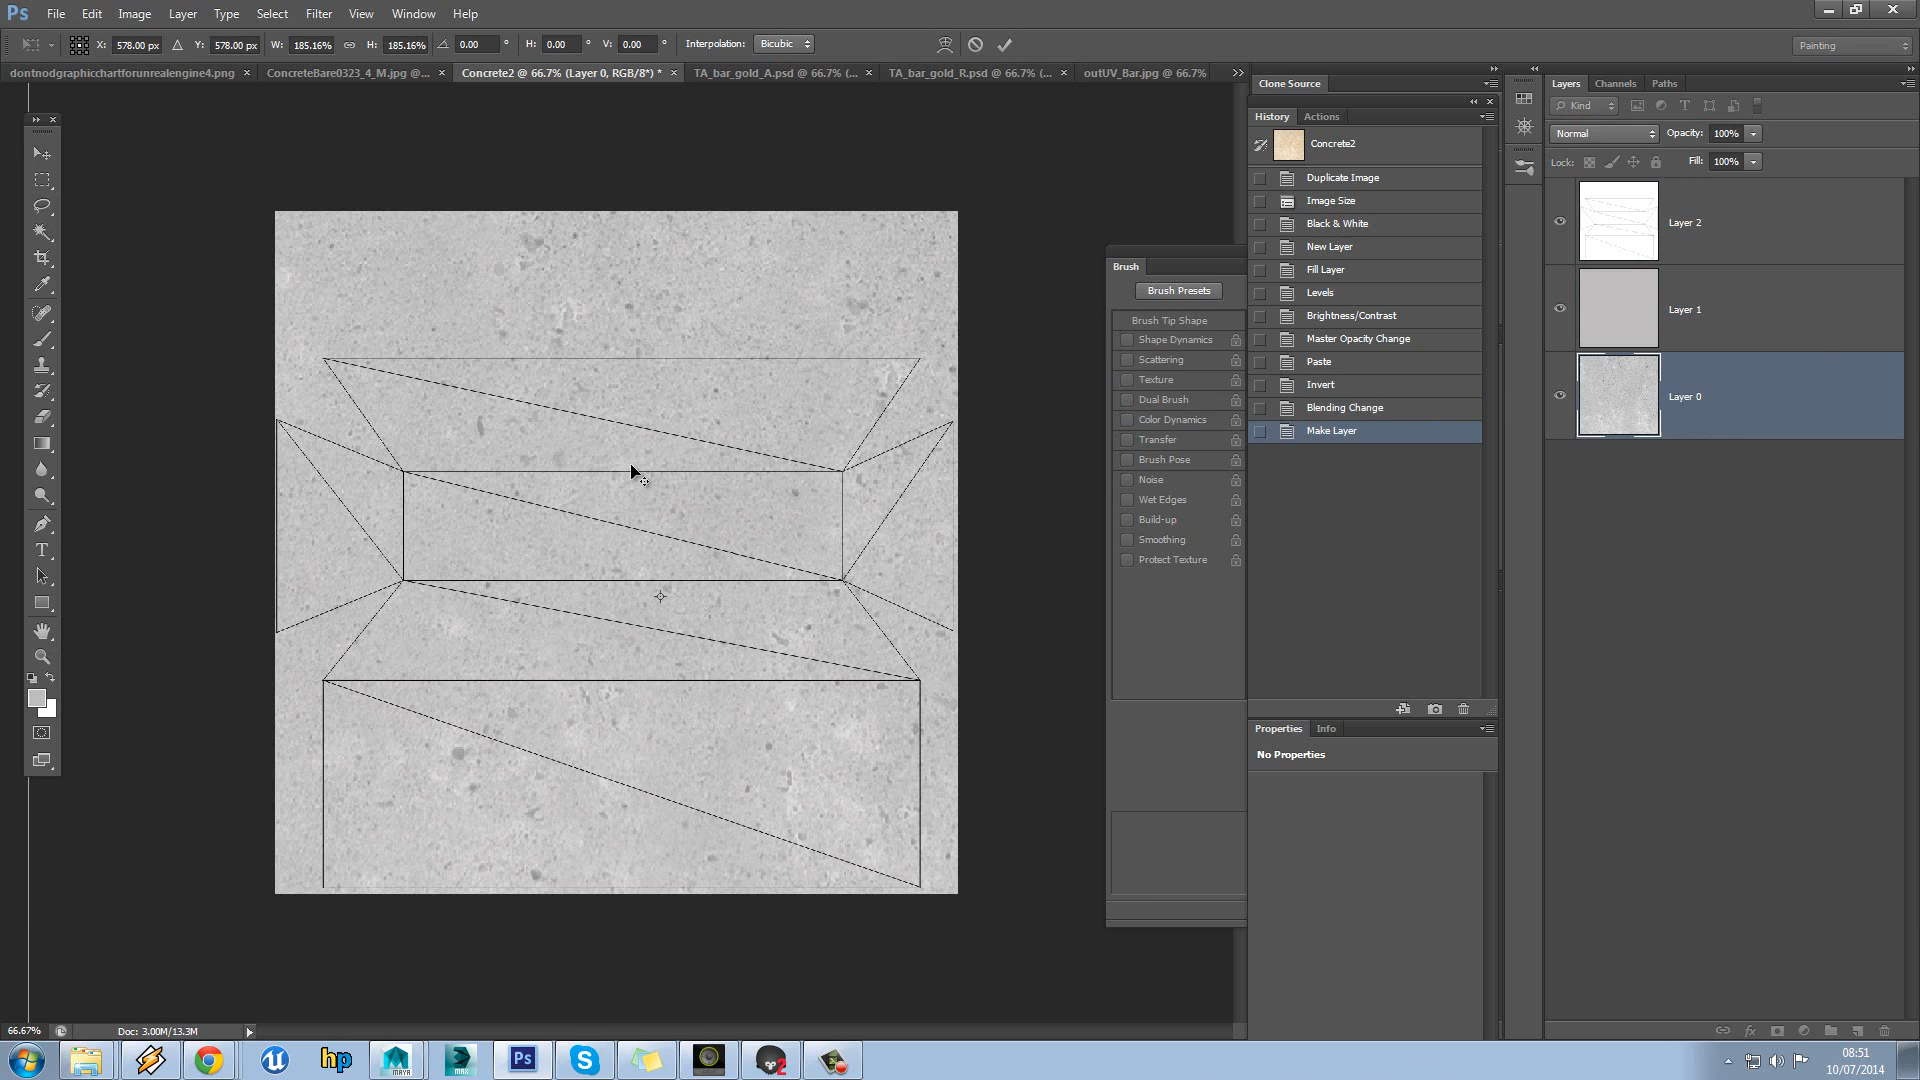 Ps File Edit Image Layer Type Select Filter View Window Help
X: 578.00 px Y: 578.00 px W: 185.16% H: 185.16% 0.00 ° H: 0.00 ° V: 0.00 ° Interpolation: Bicubic Painting
dontnodgraphicchartforunrealengine4.png × ConcreteBare0323_4_M.jpg @... × Concrete2 @ 66.7% (Layer 0, RGB/8*) * × TA_bar_gold_A.psd @ 66.7% (... × TA_bar_gold_R.psd @ 66.7% (... × outUV_Bar.jpg @ 66.7%
Clone Source
History Actions
Concrete2
Duplicate Image
Image Size
Black & White
New Layer
Fill Layer
Levels
Brightness/Contrast
Master Opacity Change
Paste
Invert
Blending Change
Make Layer
Brush
Brush Presets
Brush Tip Shape
Shape Dynamics
Scattering
Texture
Dual Brush
Color Dynamics
Transfer
Brush Pose
Noise
Wet Edges
Build-up
Smoothing
Protect Texture
Properties Info
No Properties
Layers Channels Paths
Kind
Normal Opacity: 100%
Lock: Fill: 100%
Layer 2
Layer 1
Layer 0
66.67% Doc: 3.00M/13.3M
hp
MAYA
MAX
Ps
2
08:51
10/07/2014